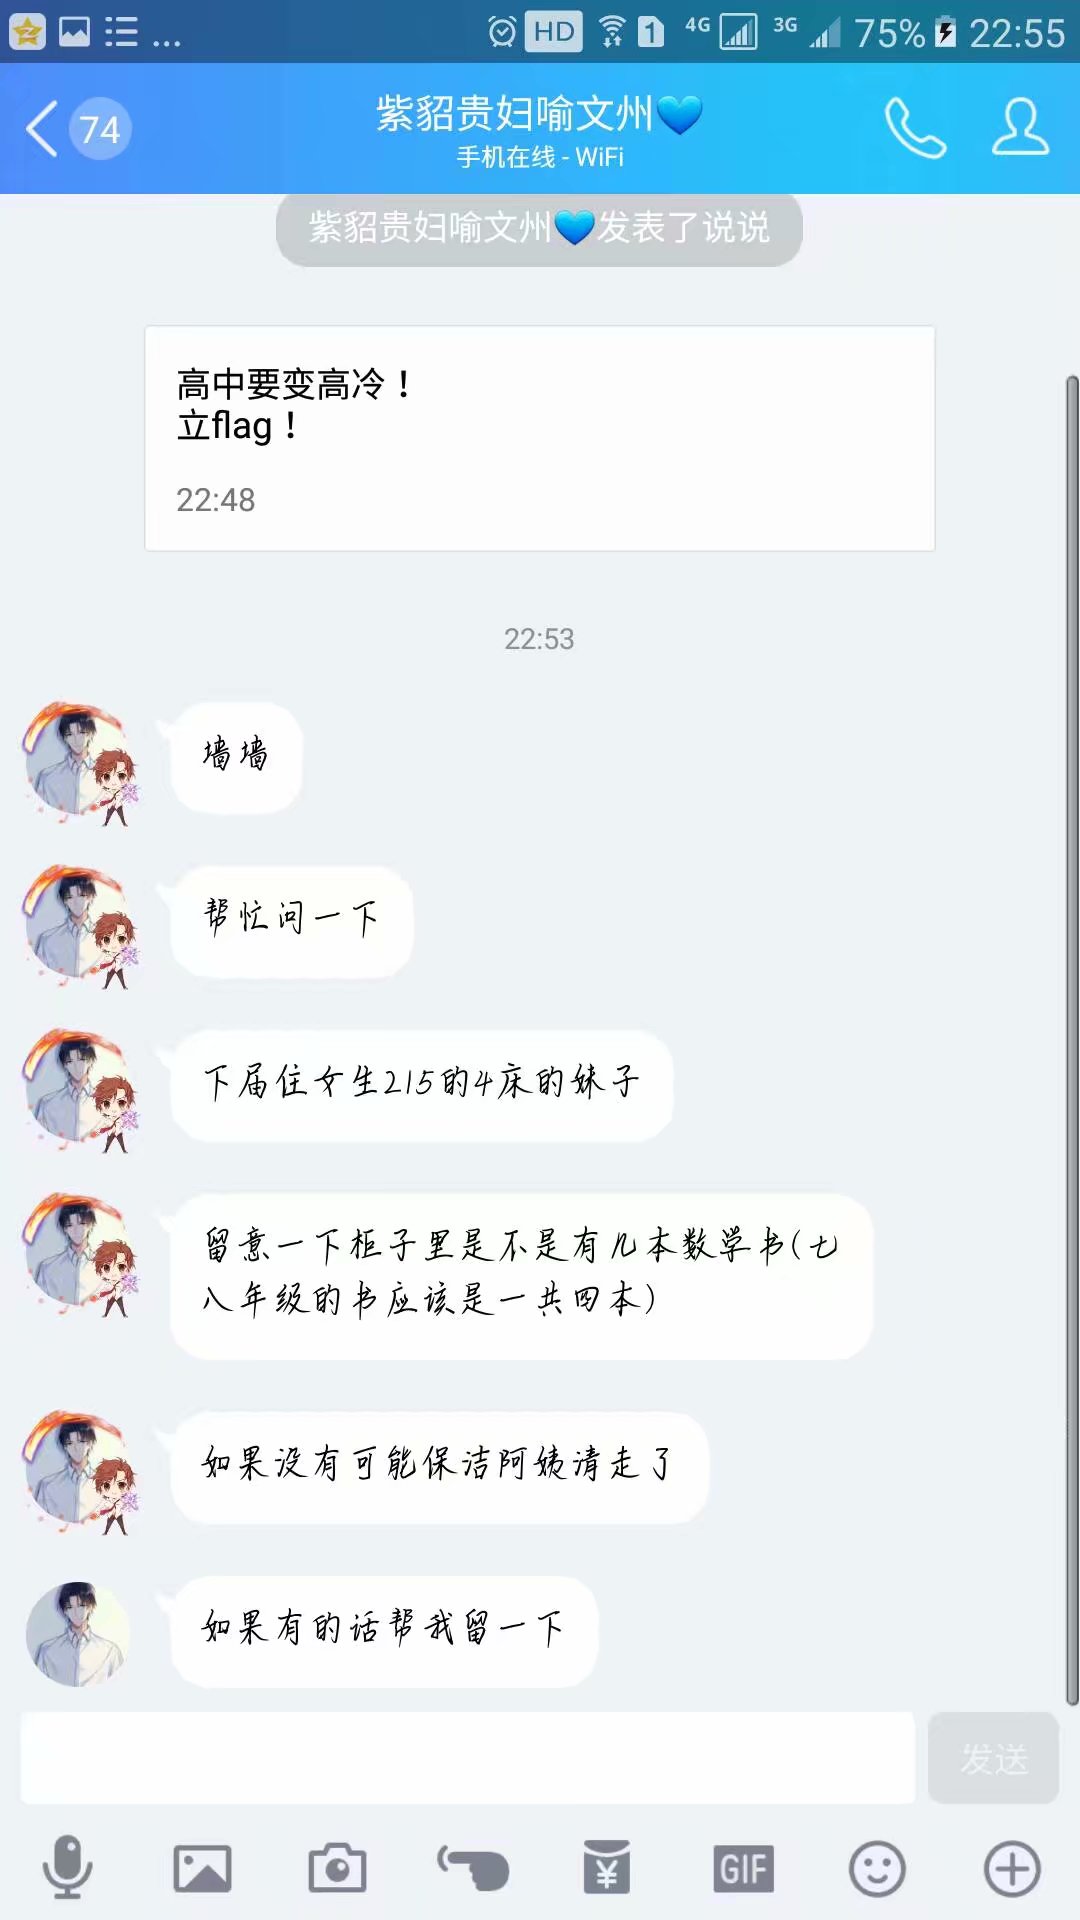 ... HD 1 4G 3G 75% 22:55
74
紫貂贵妇喻文州💙
手机在线 - WiFi
紫貂贵妇喻文州💙发表了说说
高中要变高冷！
立flag！
22:48
22:53
墙墙
帮忙问一下
下届住女生215的4床的妹子
留意一下柜子里是不是有几本数学书(七
八年级的书应该是一共四本)
如果没有可能保洁阿姨请走了
如果有的话帮我留一下
发送
¥
GIF